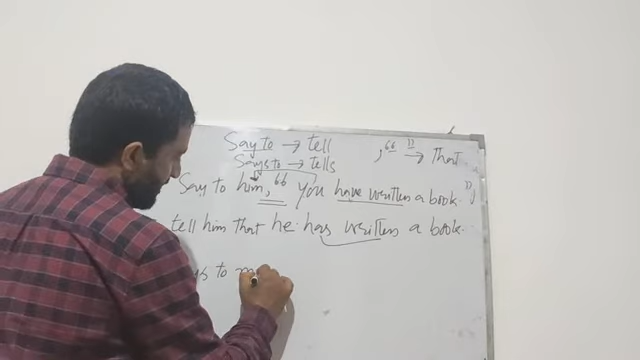 Say to → tell , “ ” → That
Says to → tells
Say to him, “ you have written a book. ”
tell him that he has written a book.
to